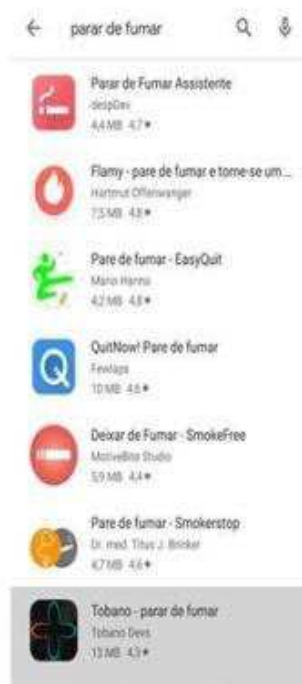 parar de fumar
Parar de Fumar Assistente
despDev
4,4 MB 4,7★
Flamy - pare de fumar e torne-se um...
Hartmut Offenwanger
7,5 MB 4,8★
Pare de fumar - EasyQuit
Mario Hanna
4,2 MB 4,8★
QuitNow! Pare de fumar
Fewlaps
10 MB 4,6★
Deixar de Fumar - SmokeFree
MotiveBite Studio
5,9 MB 4,4★
Pare de fumar - Smokerstop
Dr. med. Titus J. Brinker
4,7 MB 4,6★
Tobano - parar de fumar
Tobano Devs
13 MB 4,3★